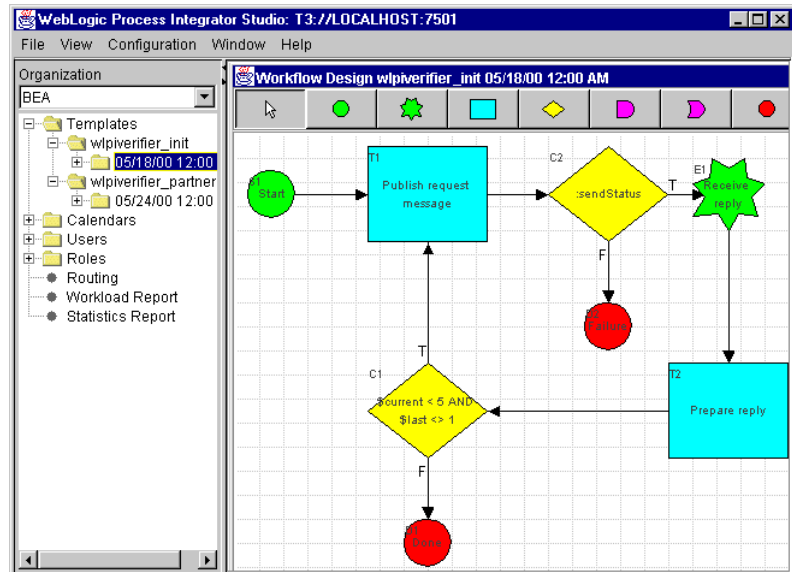 WebLogic Process Integrator Studio: T3://LOCALHOST:7501
File View Configuration Window Help
Organization
BEA
Templates
wlpiverifier_init
05/18/00 12:00
wlpiverifier_partner
05/24/00 12:00
Calendars
Users
Roles
Routing
Workload Report
Statistics Report
Workflow Design wlpiverifier_init 05/18/00 12:00 AM
S1
Start
T1
Publish request
message
C2
:sendStatus
T
E1
Receive
reply
F
Failure
T
C1
$current < 5 AND
$last <> 1
T2
Prepare reply
F
Done